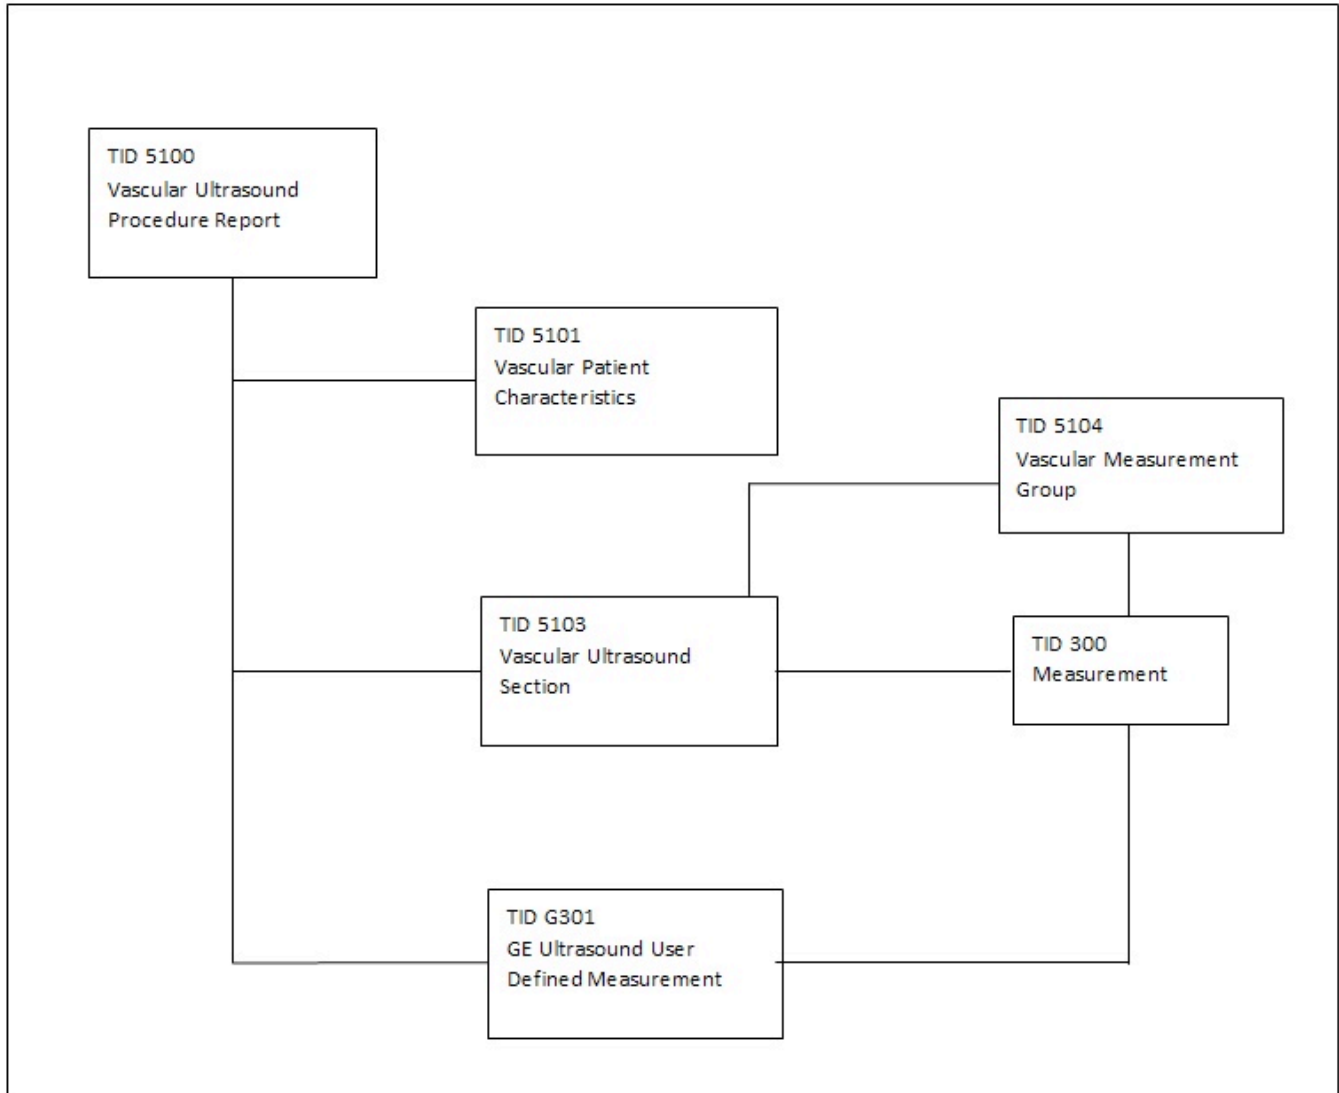 TID 5100
Vascular Ultrasound
Procedure Report
TID 5101
Vascular Patient
Characteristics
TID 5104
Vascular Measurement
Group
TID 5103
Vascular Ultrasound
Section
TID 300
Measurement
TID G301
GE Ultrasound User
Defined Measurement